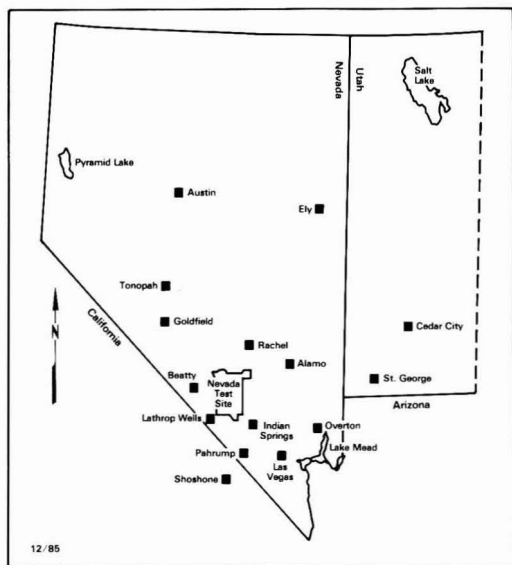 Nevada
Utah
Salt
Lake
Pyramid Lake
Austin
Ely
Tonopah
California
N
Goldfield
Cedar City
Rachel
Alamo
Beatty
Nevada
Test
Site
St. George
Arizona
Lathrop Wells
Indian
Springs
Overton
Lake Mead
Pahrump
Las
Vegas
Shoshone
12/85